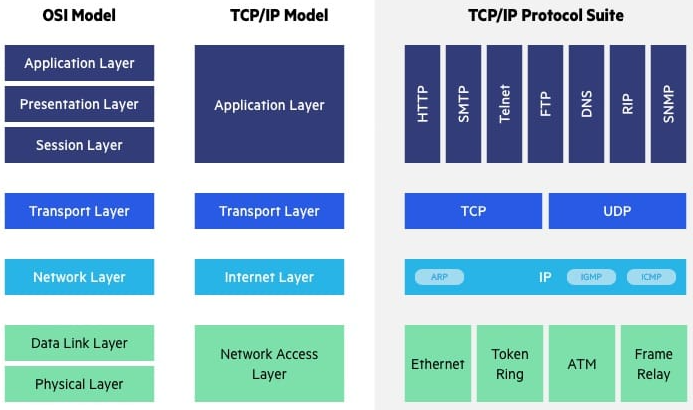 OSI Model
TCP/IP Model
TCP/IP Protocol Suite
Application Layer
Presentation Layer
Session Layer
Application Layer
HTTP
SMTP
Telnet
FTP
DNS
RIP
SNMP
Transport Layer
Transport Layer
TCP
UDP
Network Layer
Internet Layer
ARP
IP
IGMP
ICMP
Data Link Layer
Physical Layer
Network Access
Layer
Ethernet
Token
Ring
ATM
Frame
Relay